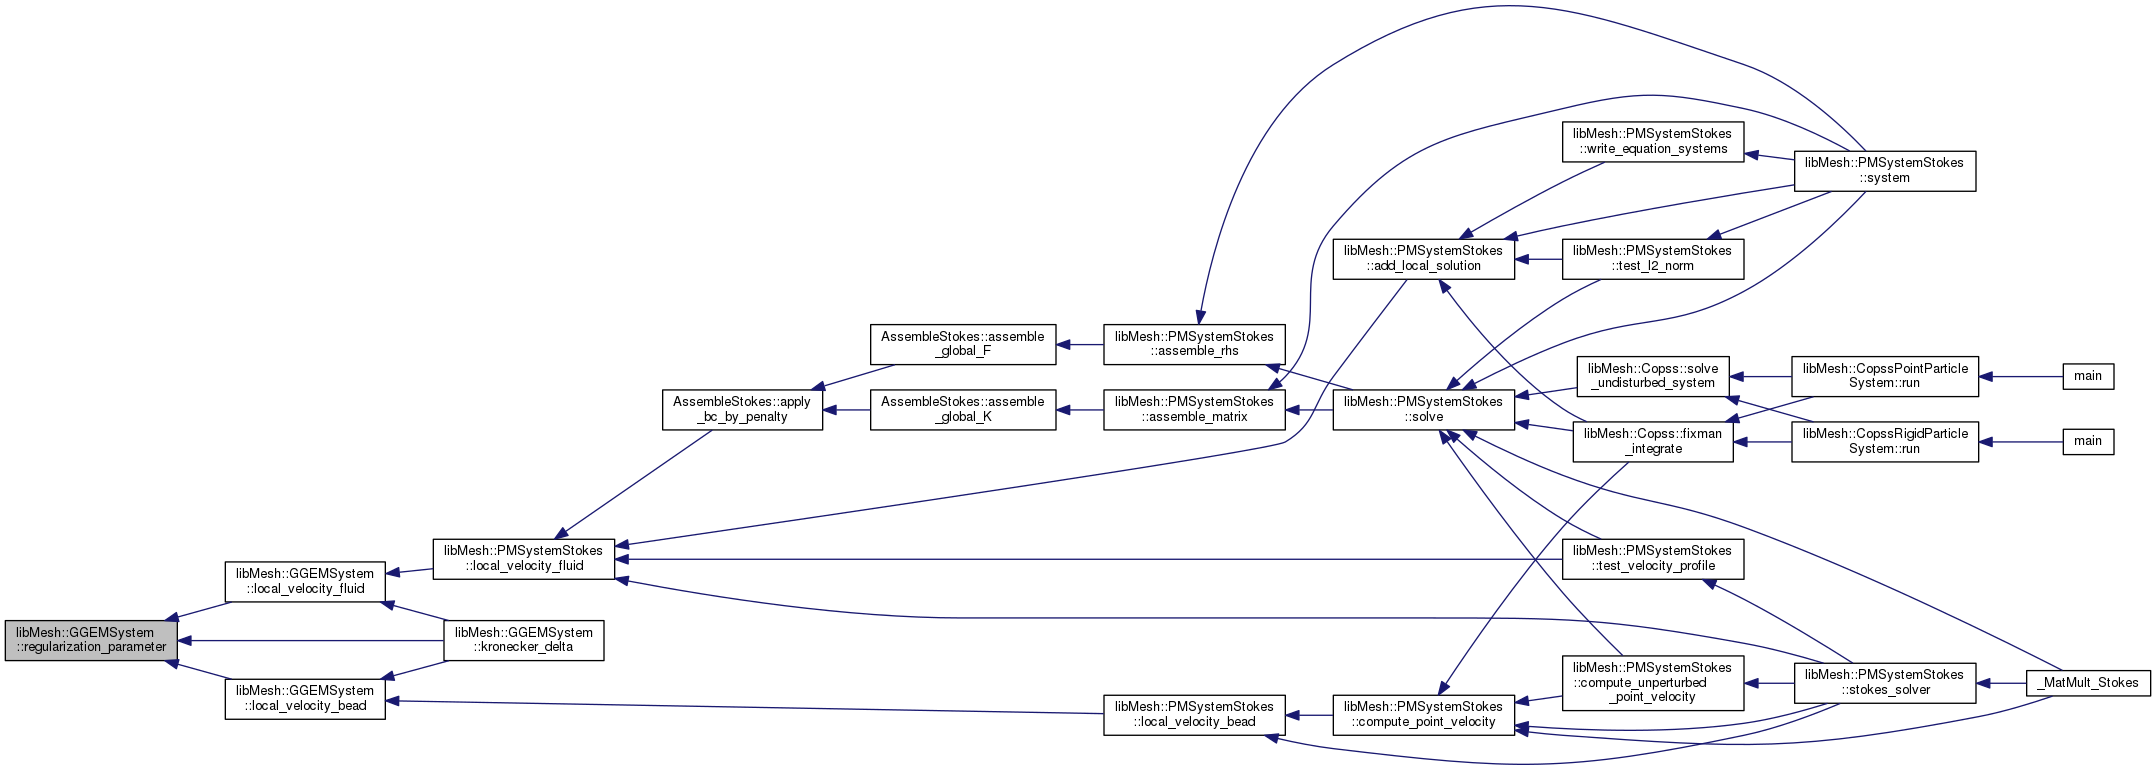 libMesh::GGEMSystem
::regularization_parameter
libMesh::GGEMSystem
::local_velocity_fluid
libMesh::GGEMSystem
::kronecker_delta
libMesh::GGEMSystem
::local_velocity_bead
libMesh::PMSystemStokes
::local_velocity_fluid
AssembleStokes::apply
_bc_by_penalty
AssembleStokes::assemble
_global_F
AssembleStokes::assemble
_global_K
libMesh::PMSystemStokes
::assemble_rhs
libMesh::PMSystemStokes
::assemble_matrix
libMesh::PMSystemStokes
::local_velocity_bead
libMesh::PMSystemStokes
::add_local_solution
libMesh::PMSystemStokes
::solve
libMesh::PMSystemStokes
::compute_point_velocity
libMesh::PMSystemStokes
::write_equation_systems
libMesh::PMSystemStokes
::test_l2_norm
libMesh::Copss::solve
_undisturbed_system
libMesh::Copss::fixman
_integrate
libMesh::PMSystemStokes
::test_velocity_profile
libMesh::PMSystemStokes
::compute_unperturbed
_point_velocity
libMesh::PMSystemStokes
::system
libMesh::CopssPointParticle
System::run
libMesh::CopssRigidParticle
System::run
libMesh::PMSystemStokes
::stokes_solver
main
main
_MatMult_Stokes